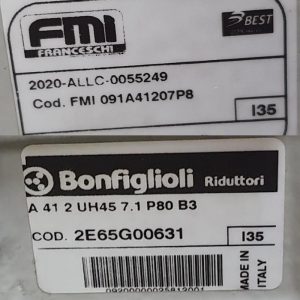 FMI
FRANCESCHI
BEST
2020-ALLC-0055249
Cod. FMI 091A41207P8
I35
Bonfiglioli Riduttori
A 41 2 UH45 7.1 P80 B3
COD. 2E65G00631
I35
MADE IN
ITALY